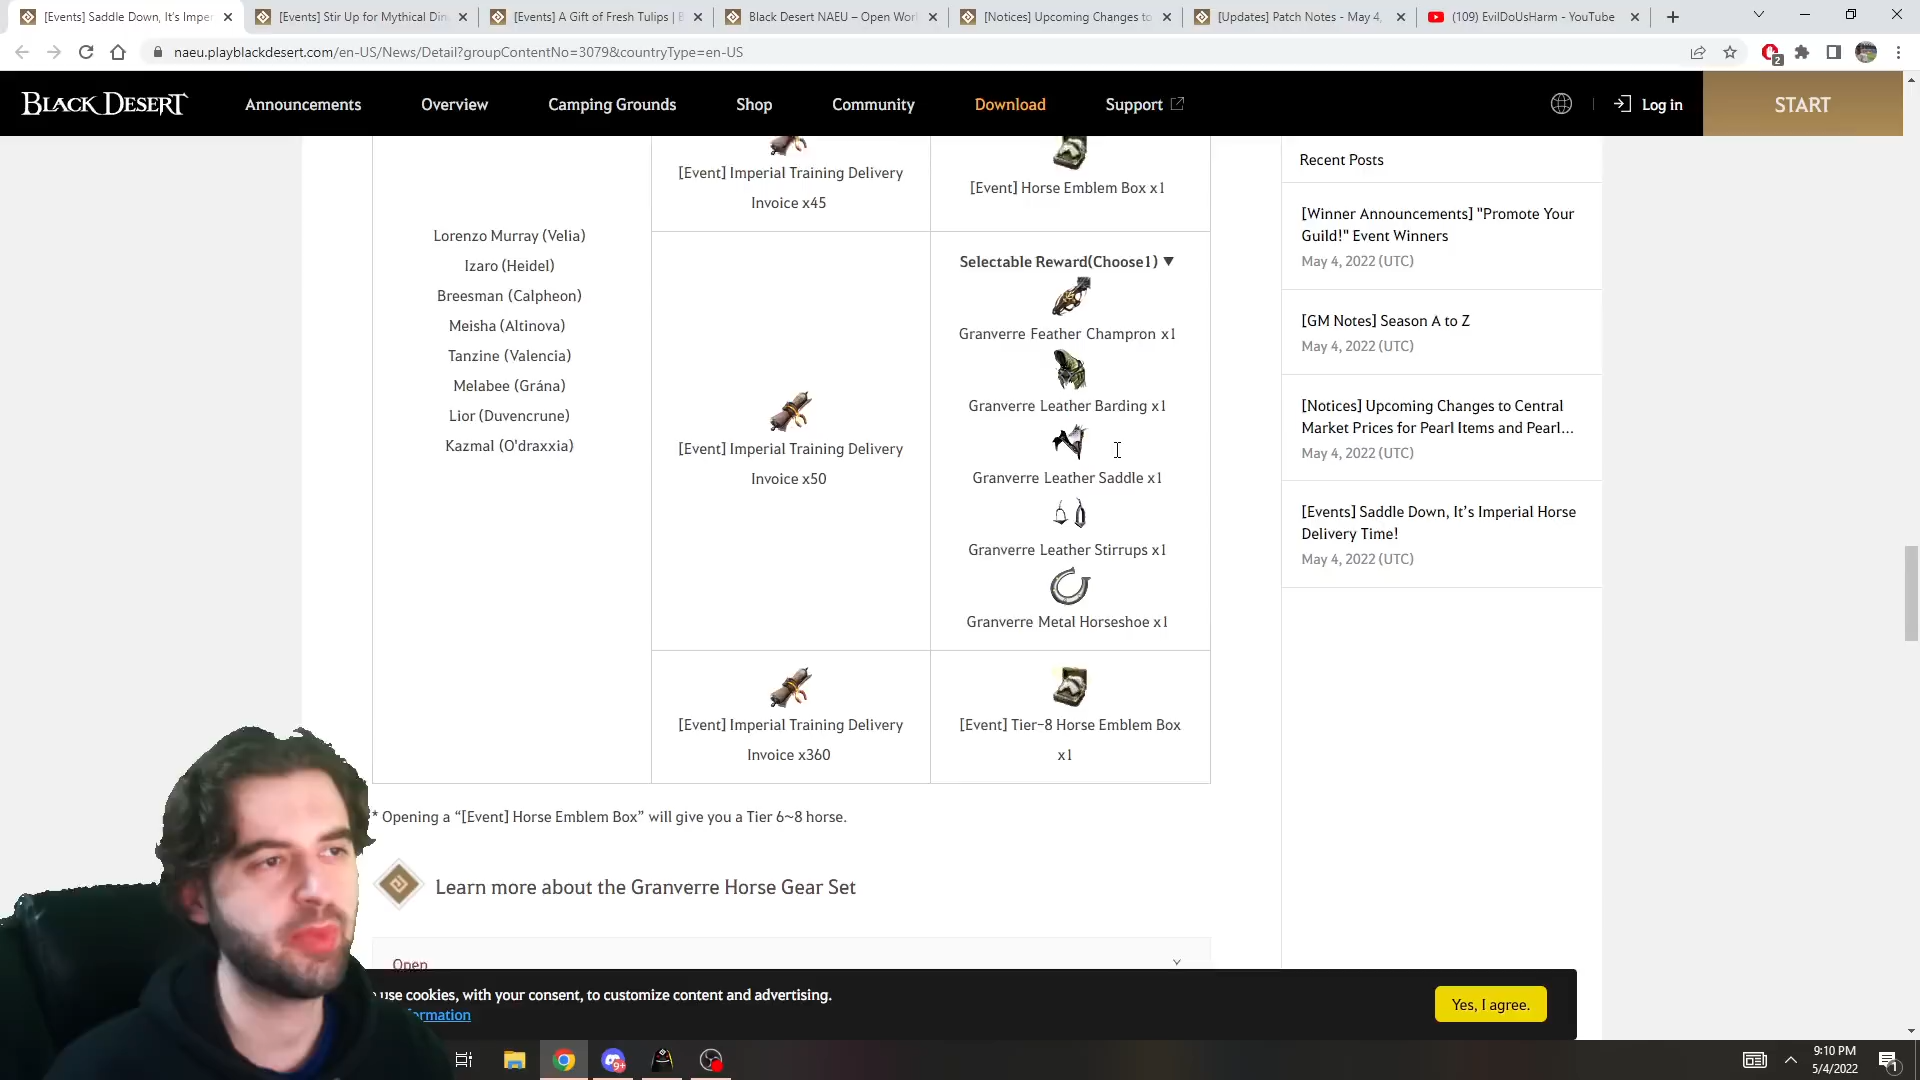 [Events] Saddle Down, It's Imper
[Events] Stir Up for Mythical Din
[Events] A Gift of Fresh Tulips | B
Black Desert NAEU – Open Wor
[Notices] Upcoming Changes to
[Updates] Patch Notes - May 4,
(109) EvilDoUsHarm - YouTube
naeu.playblackdesert.com/en-US/News/Detail?groupContentNo=3079&countryType=en-US
2
BLACK DESERT
Announcements
Overview
Camping Grounds
Shop
Community
Download
Support
Log in
START
[Event] Imperial Training Delivery
Invoice x45
[Event] Horse Emblem Box x1
Lorenzo Murray (Velia)
Izaro (Heidel)
Breesman (Calpheon)
Meisha (Altinova)
Tanzine (Valencia)
Melabee (Grána)
Lior (Duvencrune)
Kazmal (O'draxxia)
[Event] Imperial Training Delivery
Invoice x50
Selectable Reward(Choose1) ▼
Granverre Feather Champron x1
Granverre Leather Barding x1
Granverre Leather Saddle x1
Granverre Leather Stirrups x1
Granverre Metal Horseshoe x1
[Event] Imperial Training Delivery
Invoice x360
[Event] Tier-8 Horse Emblem Box
x1
* Opening a “[Event] Horse Emblem Box” will give you a Tier 6~8 horse.
Learn more about the Granverre Horse Gear Set
Open
Recent Posts
[Winner Announcements] "Promote Your
Guild!" Event Winners
May 4, 2022 (UTC)
[GM Notes] Season A to Z
May 4, 2022 (UTC)
[Notices] Upcoming Changes to Central
Market Prices for Pearl Items and Pearl...
May 4, 2022 (UTC)
[Events] Saddle Down, It’s Imperial Horse
Delivery Time!
May 4, 2022 (UTC)
use cookies, with your consent, to customize content and advertising.
ormation
Yes, I agree.
9+
9:10 PM
5/4/2022
1